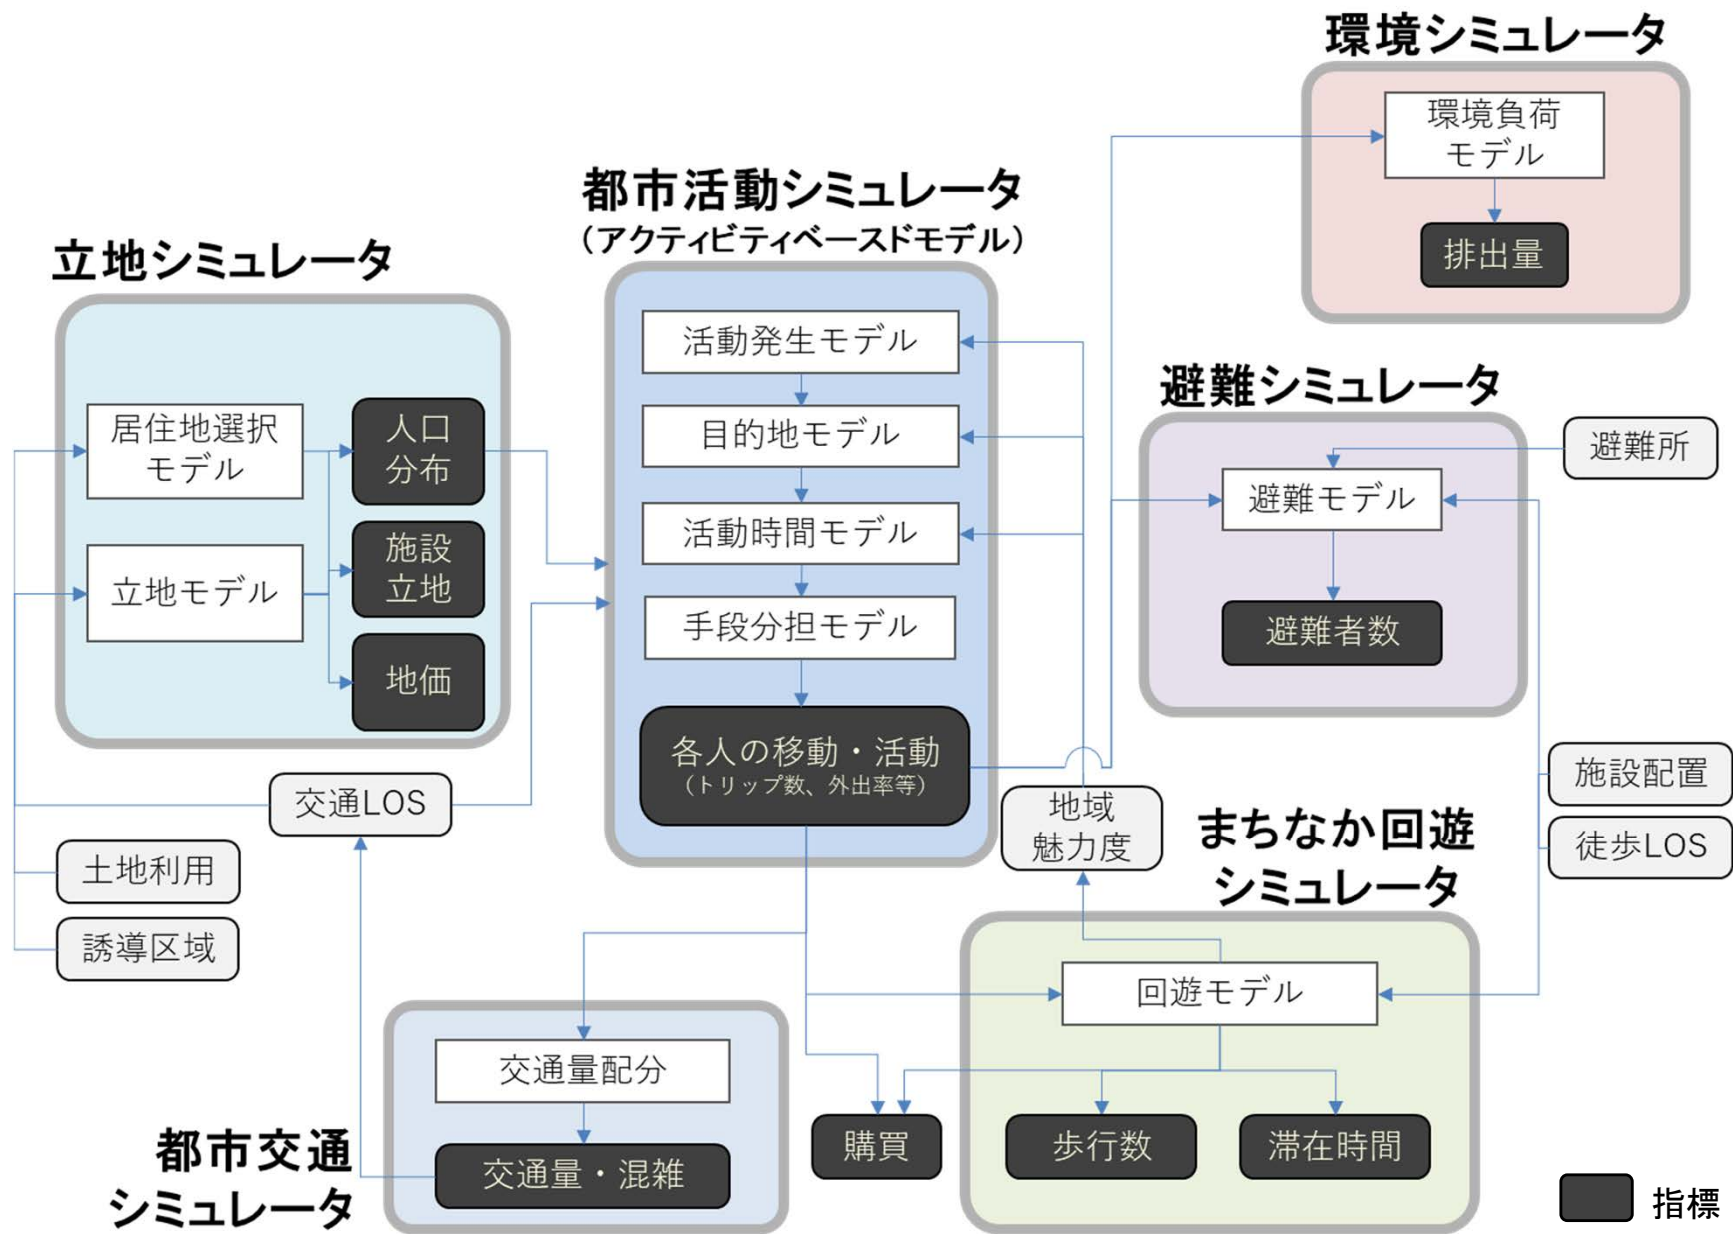 環境シミュレータ
環境負荷
モデル
排出量
都市活動シミュレータ
（アクティビティベースドモデル）
活動発生モデル
目的地モデル
活動時間モデル
手段分担モデル
各人の移動・活動
（トリップ数、外出率等）
立地シミュレータ
居住地選択
モデル
人口
分布
立地モデル
施設
立地
地価
避難シミュレータ
避難所
避難モデル
避難者数
交通LOS
土地利用
誘導区域
地域
魅力度
施設配置
徒歩LOS
まちなか回遊
シミュレータ
回遊モデル
購買
歩行数
滞在時間
交通量配分
交通量・混雑
都市交通
シミュレータ
指標